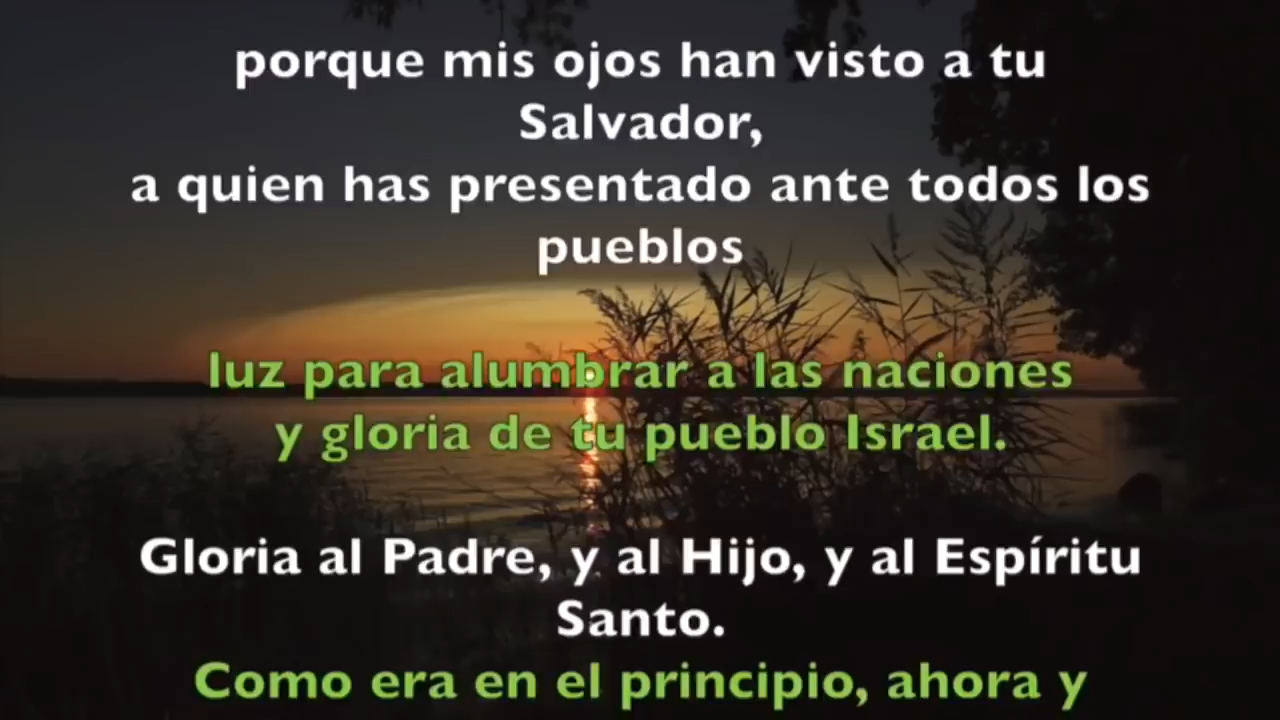 porque mis ojos han visto a tu
Salvador,
a quien has presentado ante todos los
pueblos
luz para alumbrar a las naciones
y gloria de tu pueblo Israel.
Gloria al Padre, y al Hijo, y al Espíritu
Santo.
Como era en el principio, ahora y